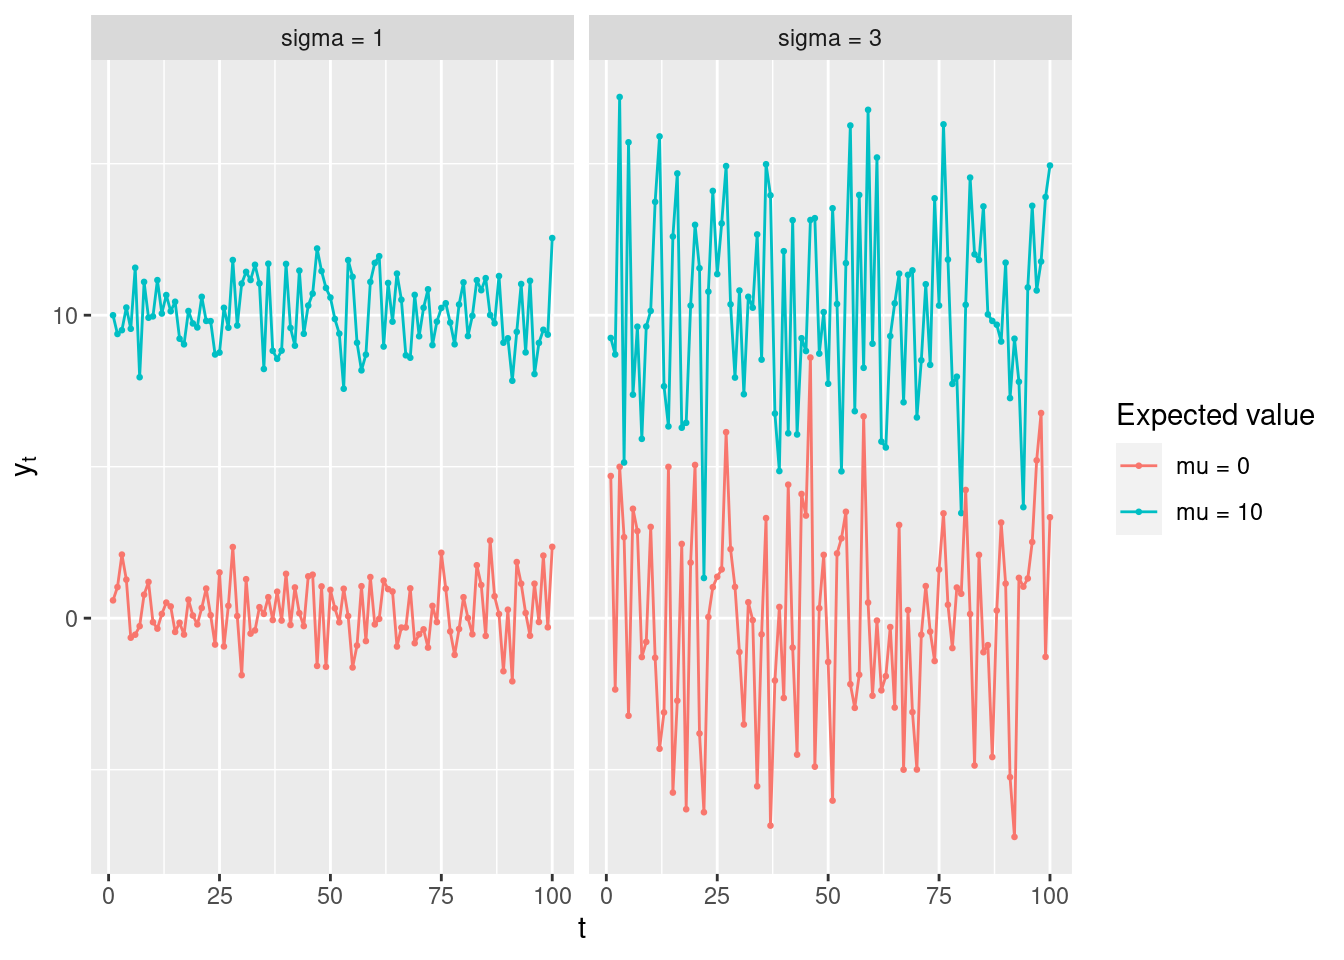 sigma = 1
sigma = 3
10
0
y_t
0 25 50 75 100
0 25 50 75 100
t
Expected value
mu = 0
mu = 10